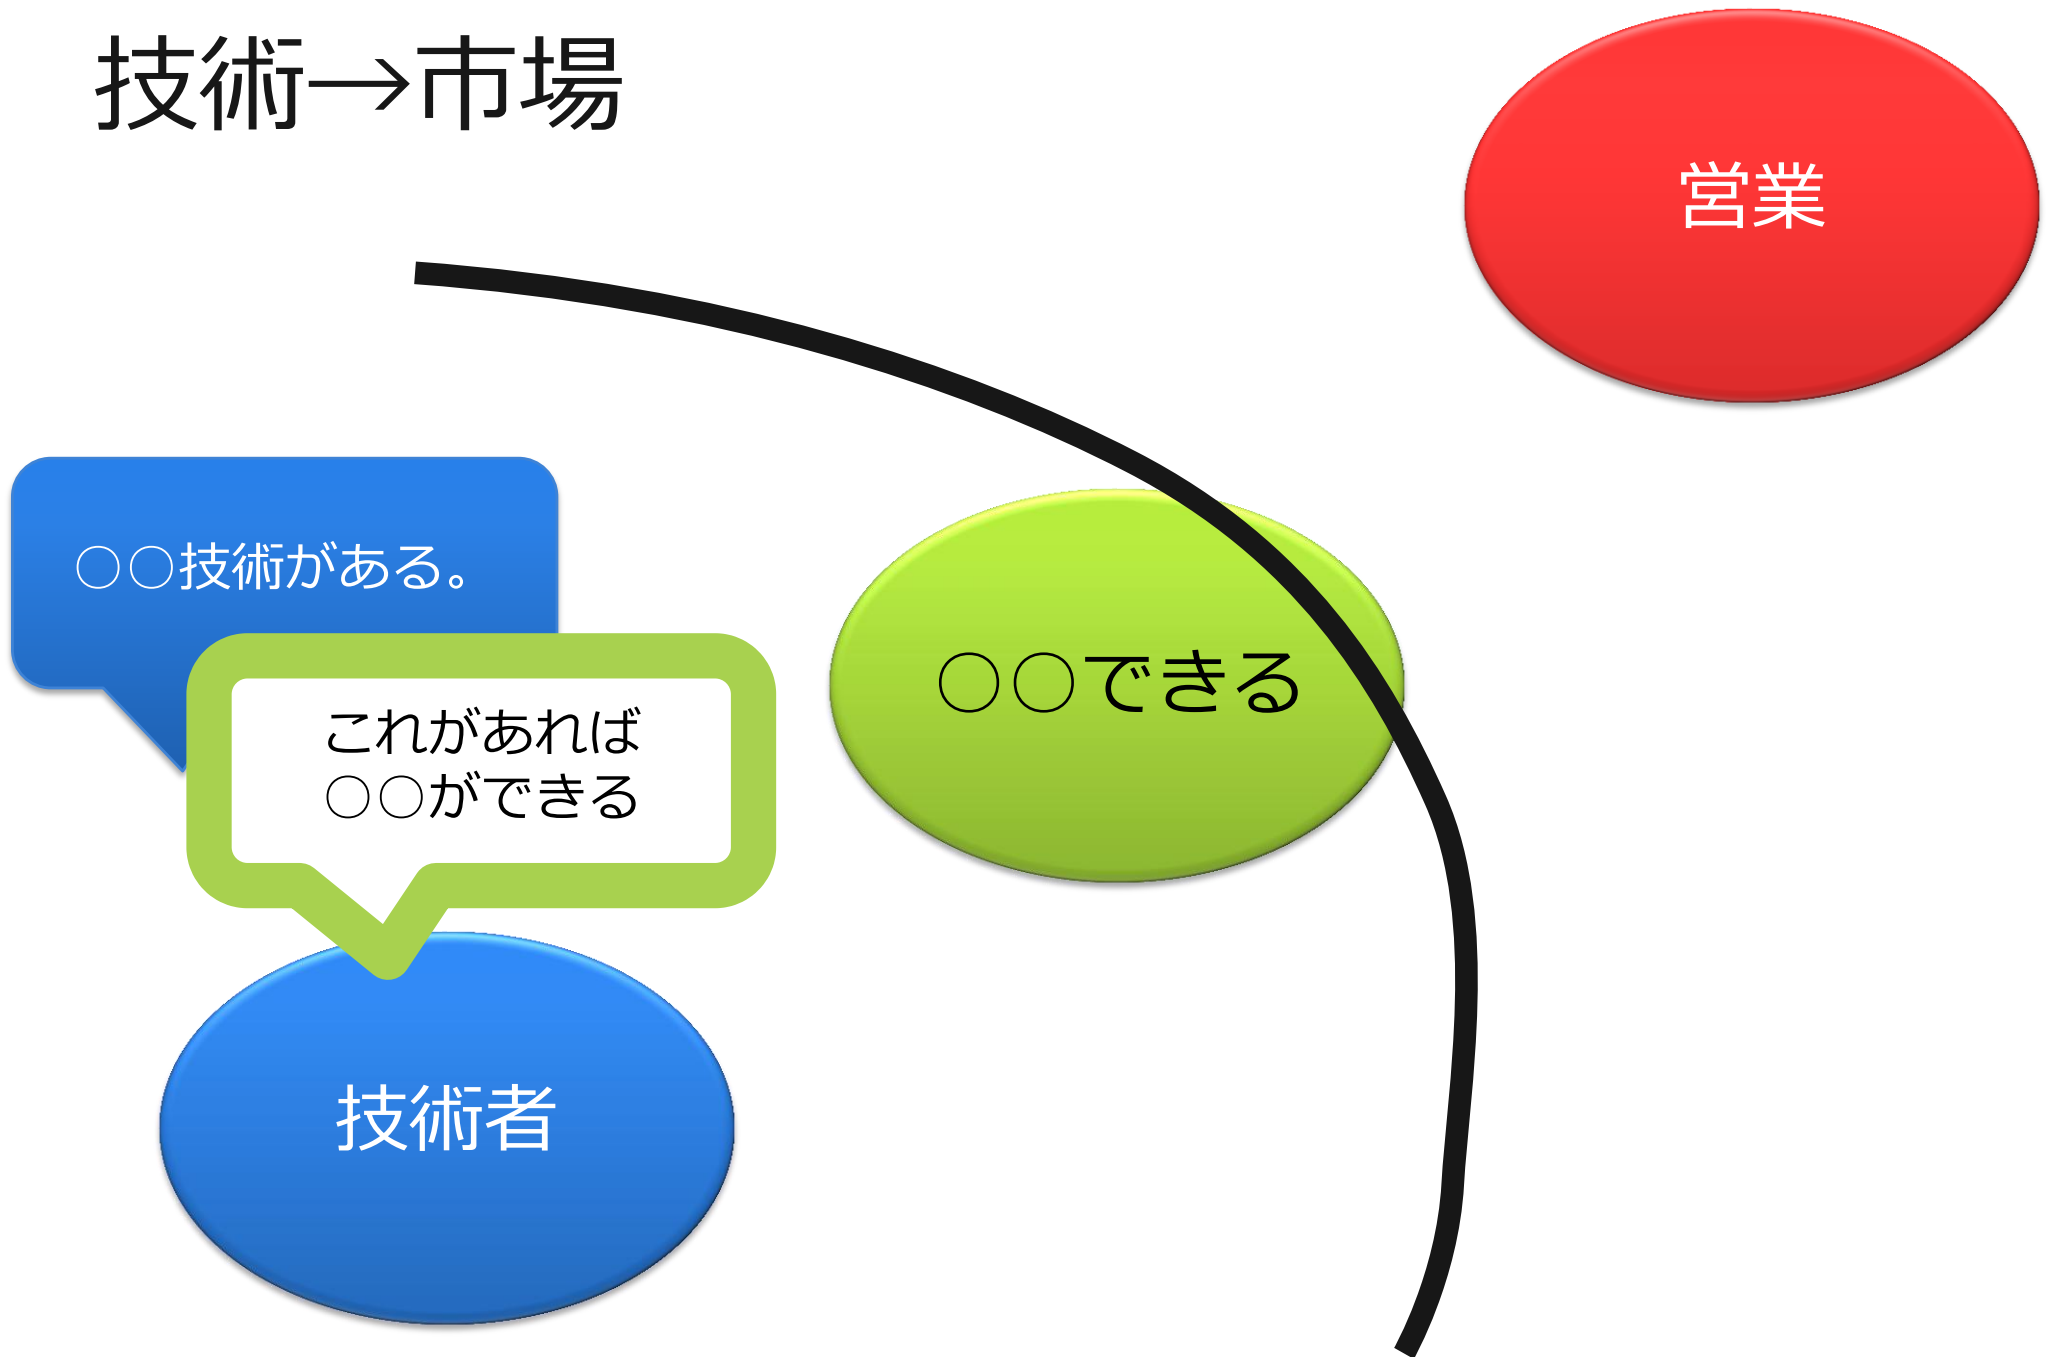 技術→市場
営業
○○技術がある。
これがあれば
○○ができる
○○できる
技術者